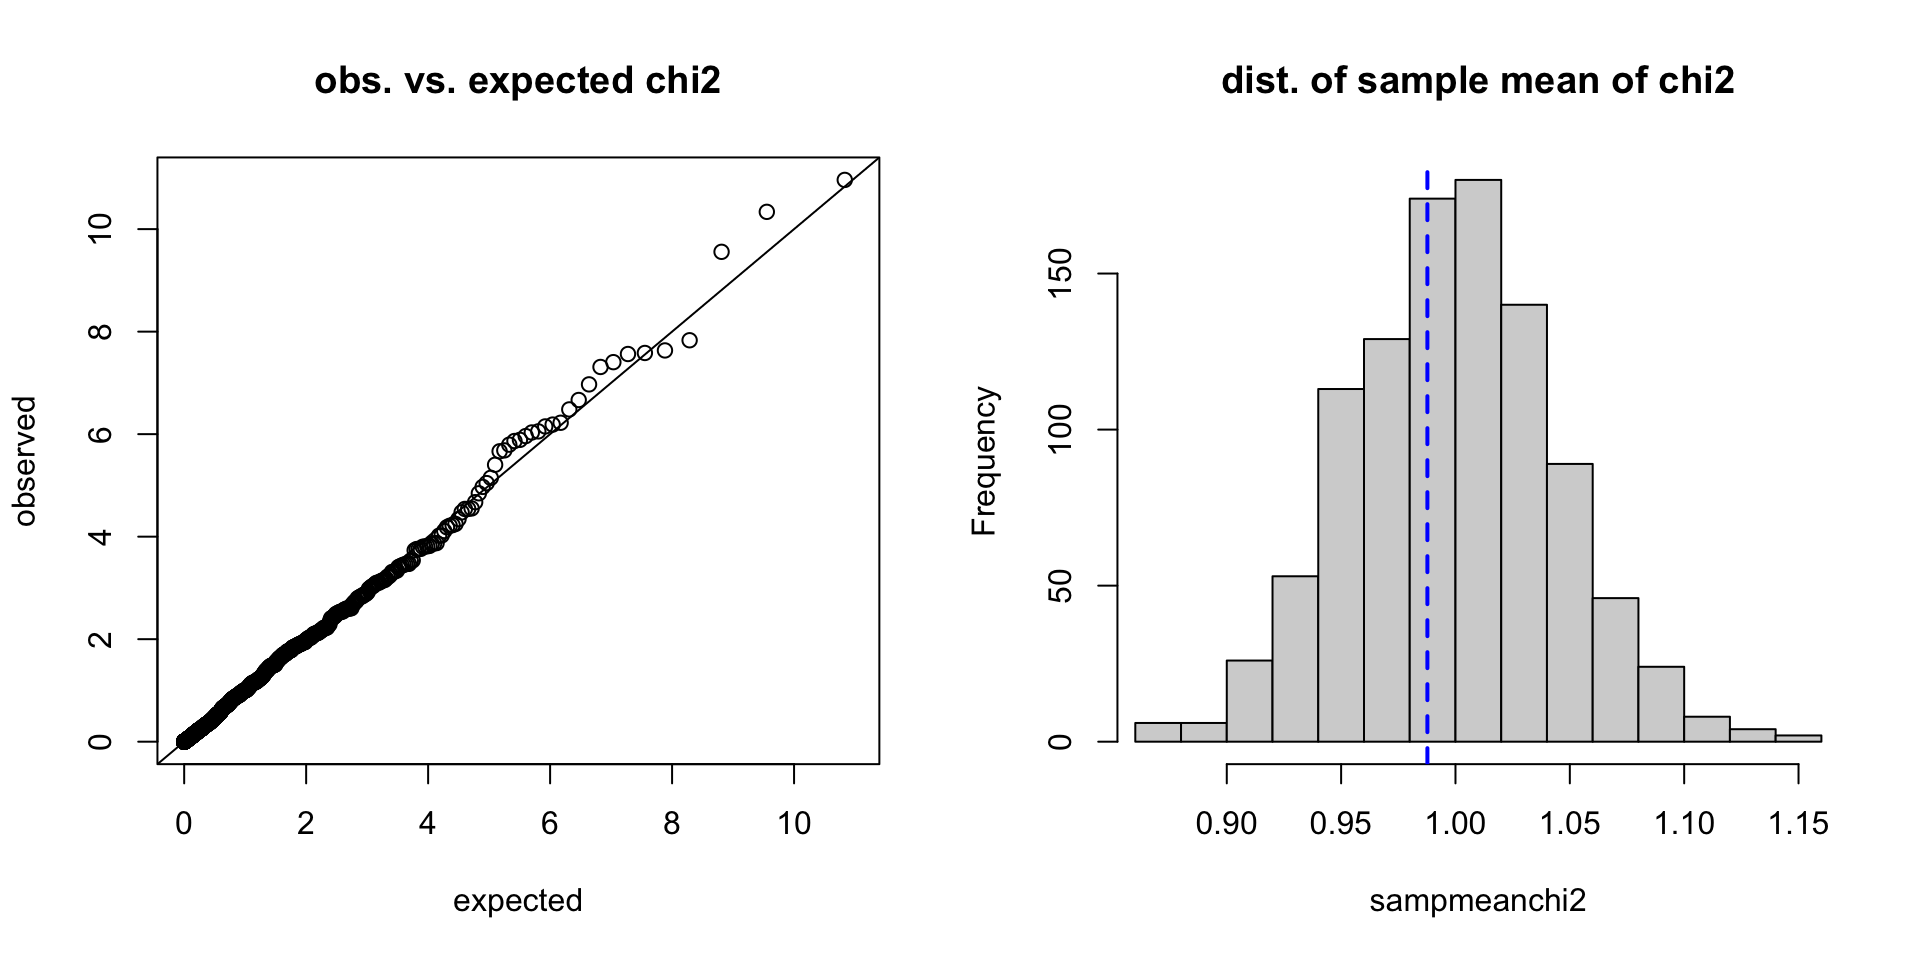 obs. vs. expected chi2
observed
0
2
4
6
8
10
0 2 4 6 8 10
expected
dist. of sample mean of chi2
Frequency
0
50
100
150
0.90 0.95 1.00 1.05 1.10 1.15
sampmeanchi2